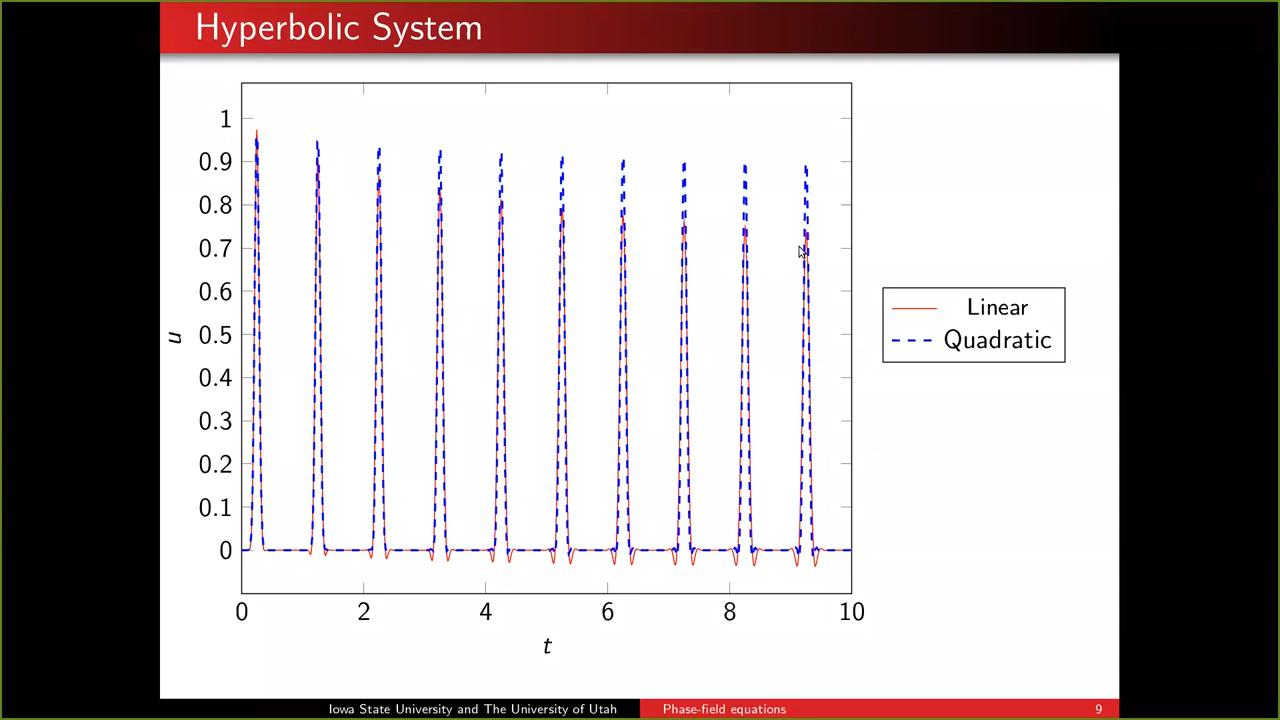 Hyperbolic System
1
0.9
0.8
0.7
0.6
0.5
0.4
0.3
0.2
0.1
0
u
0 2 4 6 8 10
t
Linear
Quadratic
Iowa State University and The University of Utah
Phase-field equations
9